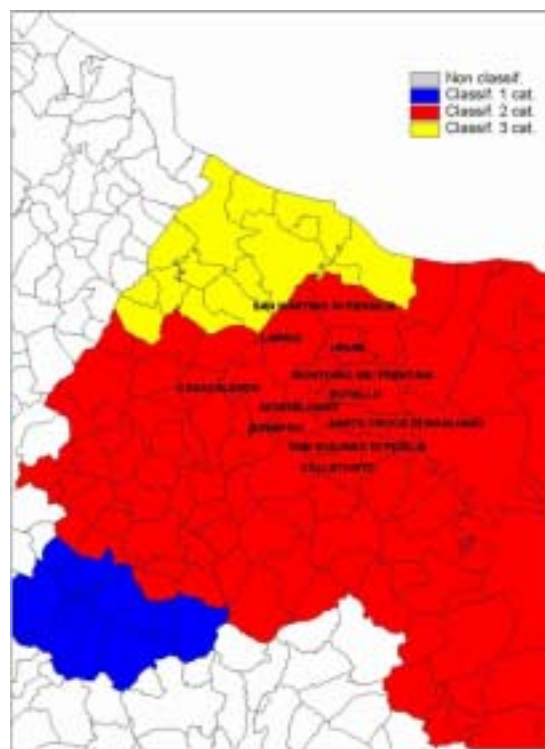 Non classif.
Classif. 1 cat.
Classif. 2 cat.
Classif. 3 cat.
SAN MARTINO IN PENSILIS
LARINO
URURI
MONTORIO NEI FRENTANI
CASACALENDA
ROTELLO
BONEFRO
SANTA CROCE DI MAGLIANO
SAN GIULIANO DI PUGLIA
COLLETORTO